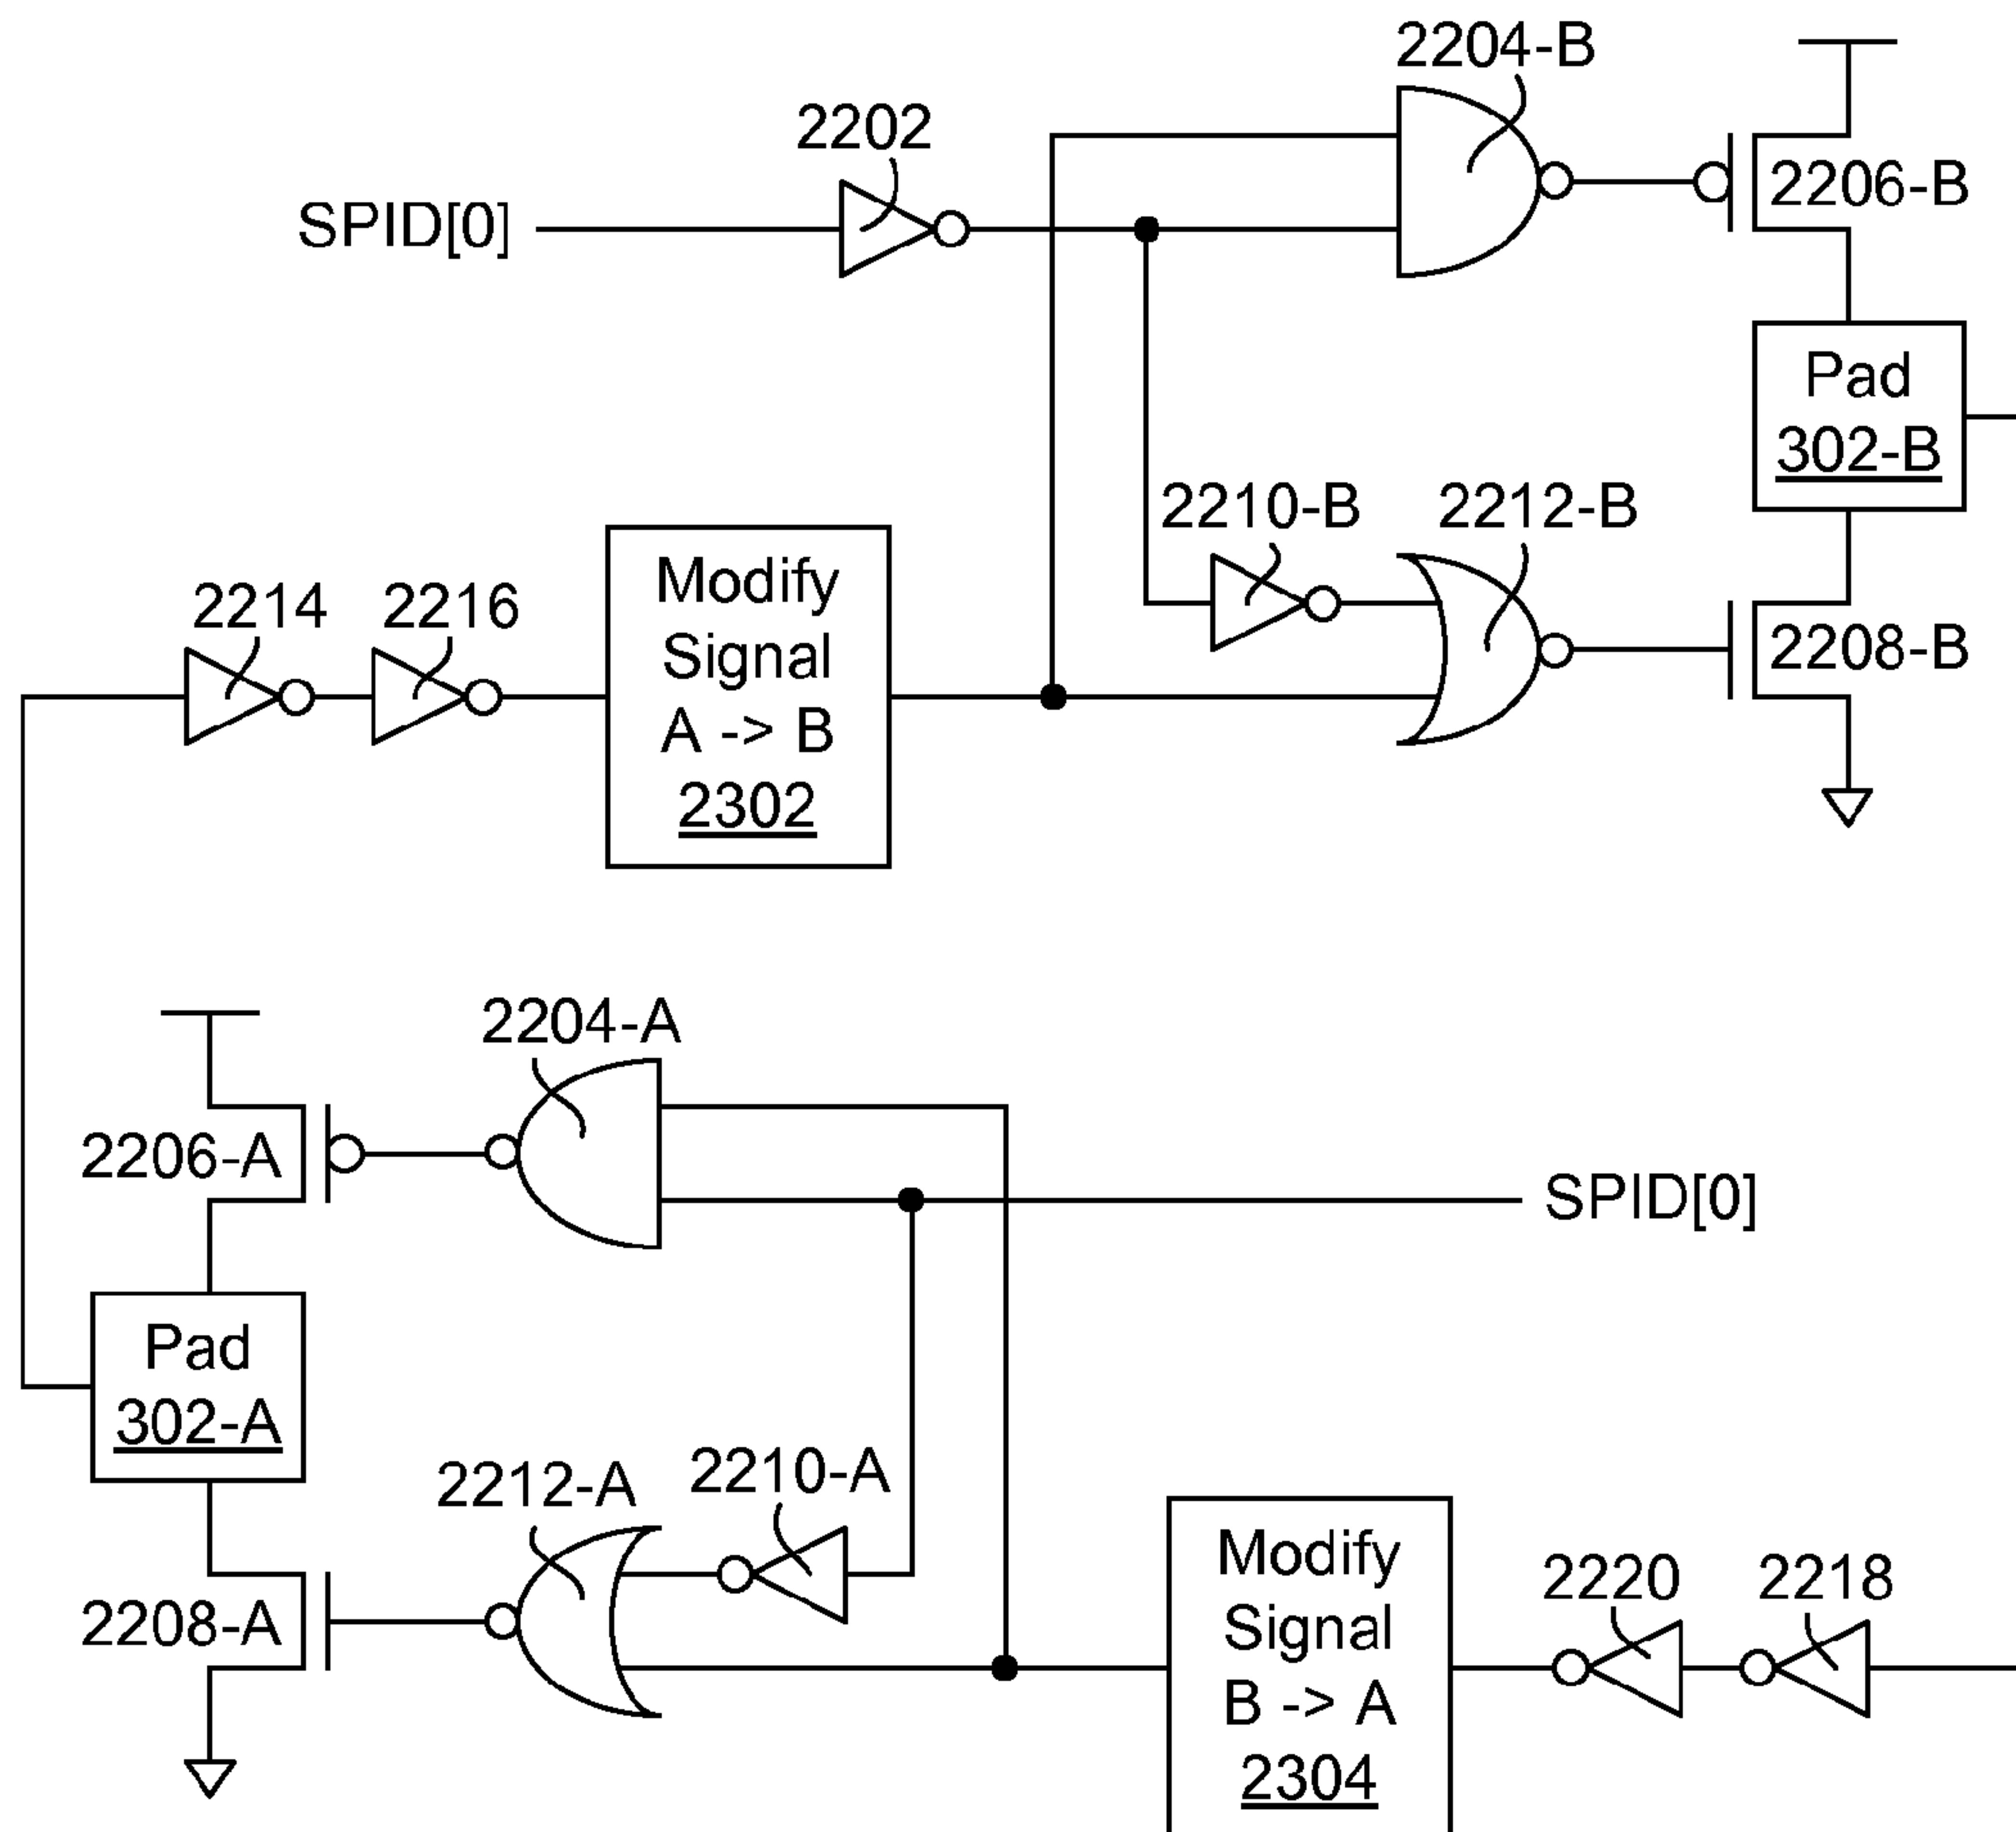 2204-B
2202
SPID[0]
2206-B
Pad
302-B
2210-B
2212-B
2214
2216
Modify
Signal
A -> B
2302
2208-B
2204-A
2206-A
SPID[0]
Pad
302-A
2212-A
2210-A
2208-A
Modify
Signal
B -> A
2304
2220
2218